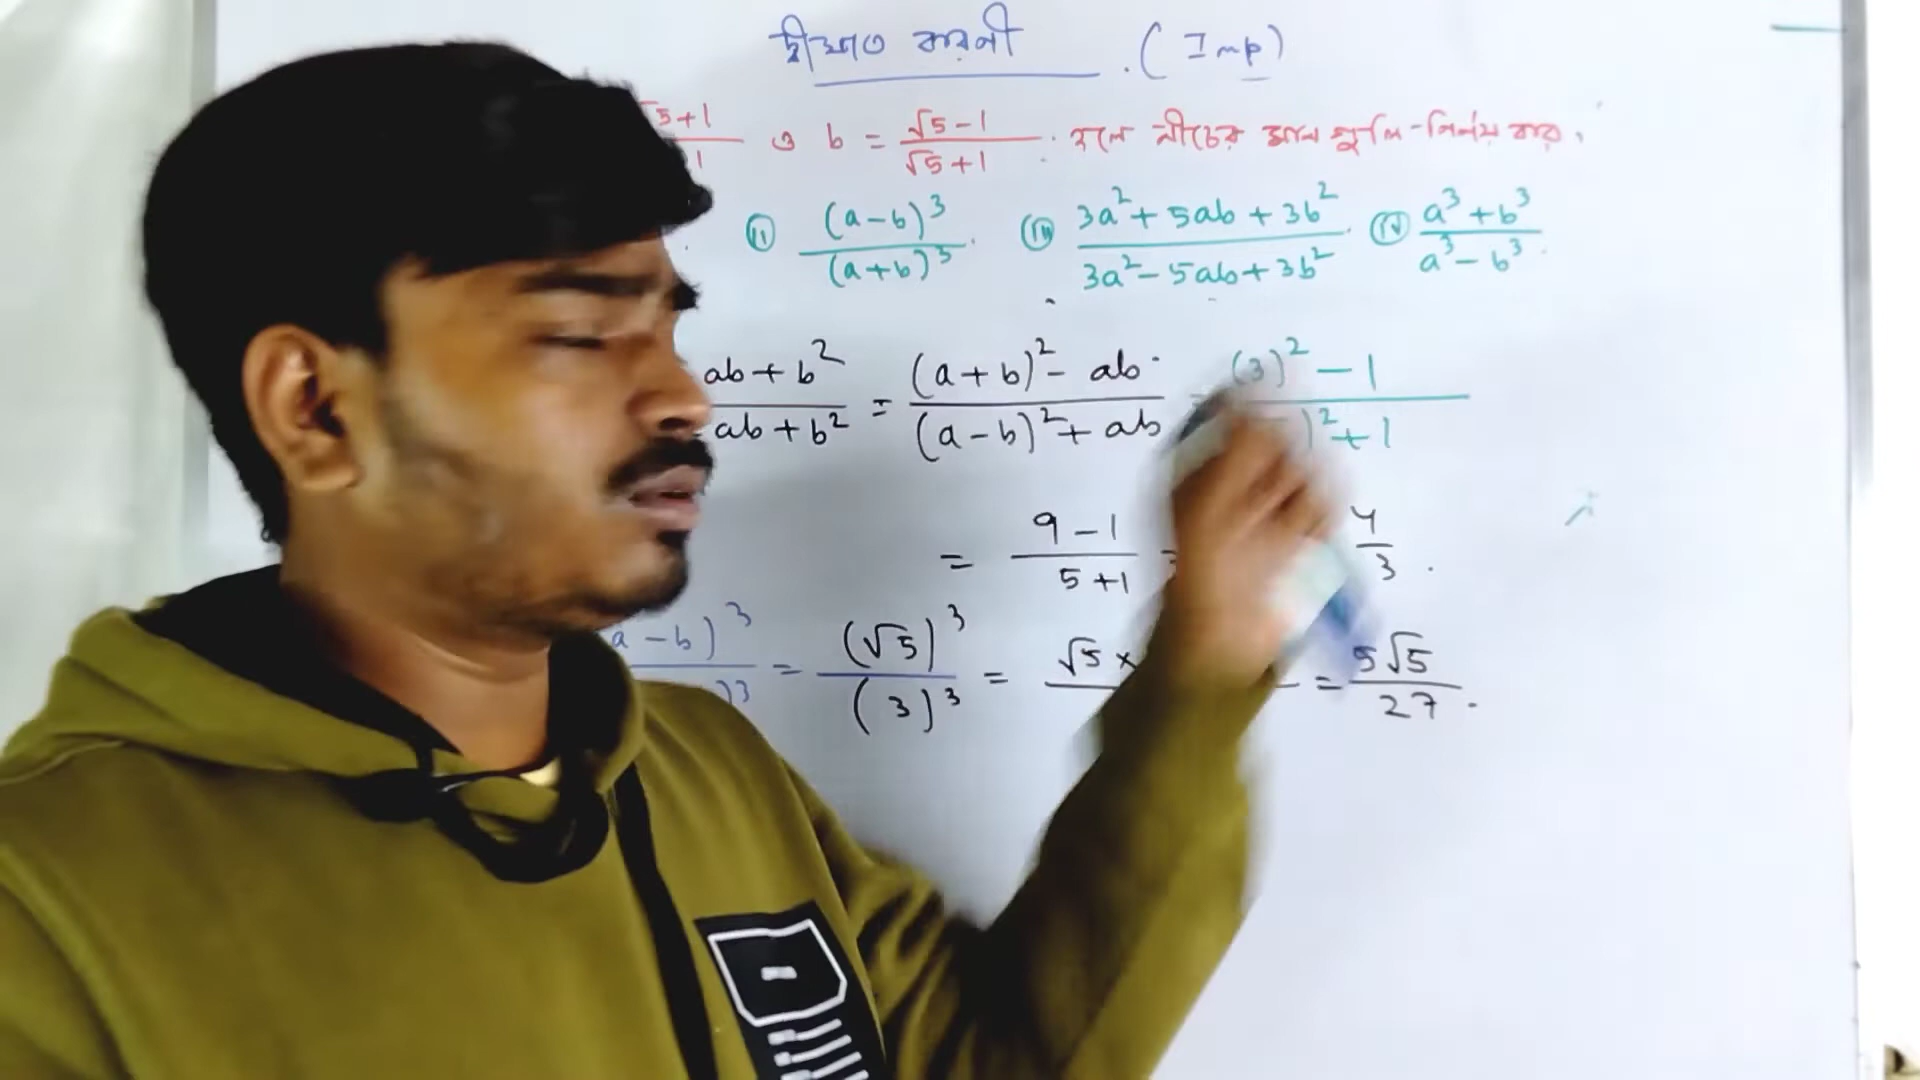 দ্বীঘাত করণী . (Imp)
√5+1 / 1 ও b = √5-1 / √5+1 . হলে নীচের মান গুলি নির্ণয় কর .
(ii) (a-b)³ / (a+b)³ . (iii) 3a²+5ab+3b² / 3a²-5ab+3b² . (iv) a³+b³ / a³-b³ .
ab+b² / ab+b² = (a+b)²-ab / (a-b)²+ab (3)²-1 / )²+1
= 9-1 / 5+1 = 4 / 3 .
a-b)³ / )³ = (√5)³ / (3)³ = √5× = 5√5 / 27 .